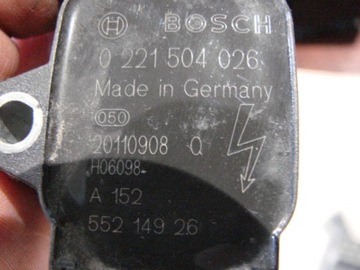 BOSCH
0 221 504 026
Made in Germany
050
20110908 Q
H06098-
A 152
552 149 26